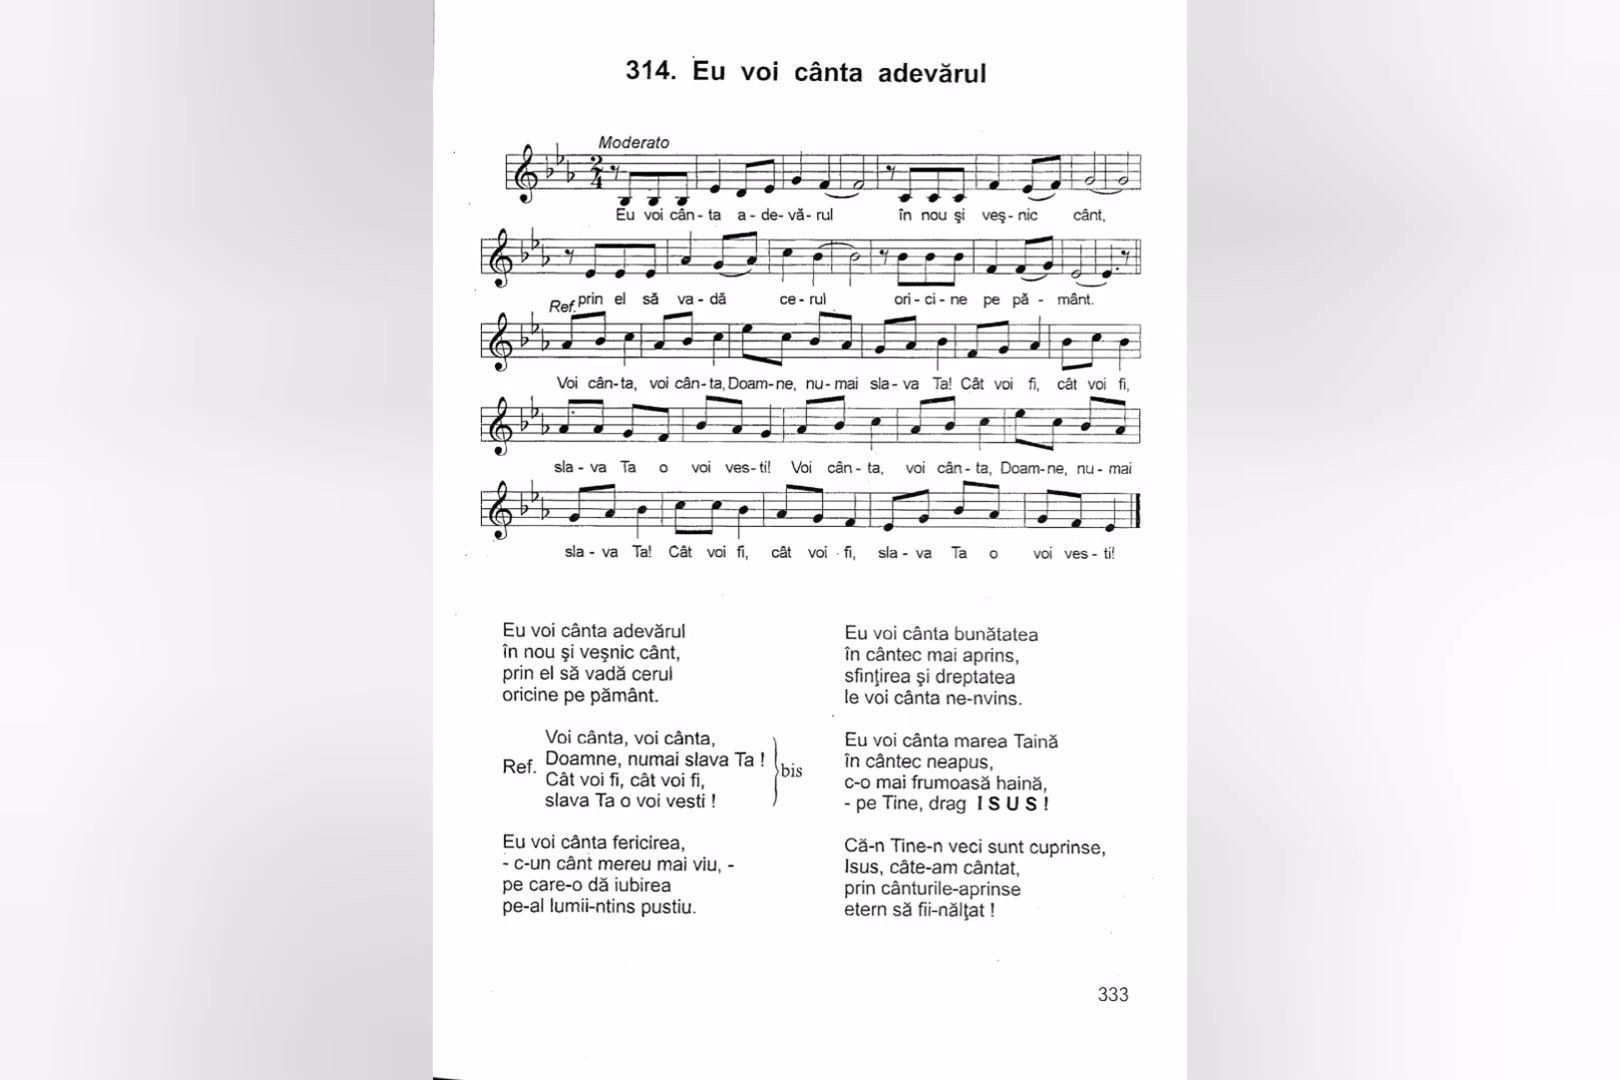 314. Eu voi cânta adevărul
Moderato
Eu voi cân - ta a - de - vă - rul în nou şi veş - nic cânt,
prin el să va - dă ce - rul ori - ci - ne pe pă - mânt.
Ref.
Voi cân - ta, voi cân - ta, Doam - ne, nu - mai sla - va Ta! Cât voi fi, cât voi fi,
sla - va Ta o voi ves - ti! Voi cân - ta, voi cân - ta, Doam - ne, nu - mai
sla - va Ta! Cât voi fi, cât voi fi, sla - va Ta o voi ves - ti!
Eu voi cânta adevărul
în nou şi veşnic cânt,
prin el să vadă cerul
oricine pe pământ.
Voi cânta, voi cânta,
Ref. Doamne, numai slava Ta ! bis
Cât voi fi, cât voi fi,
slava Ta o voi vesti !
Eu voi cânta fericirea,
- c-un cânt mereu mai viu, -
pe care-o dă iubirea
pe-al lumii-ntins pustiu.
Eu voi cânta bunătatea
în cântec mai aprins,
sfinţirea şi dreptatea
le voi cânta ne-nvins.
Eu voi cânta marea Taină
în cântec neapus,
c-o mai frumoasă haină,
- pe Tine, drag I S U S !
Că-n Tine-n veci sunt cuprinse,
Isus, câte-am cântat,
prin cânturile-aprinse
etern să fii-nălţat !
333